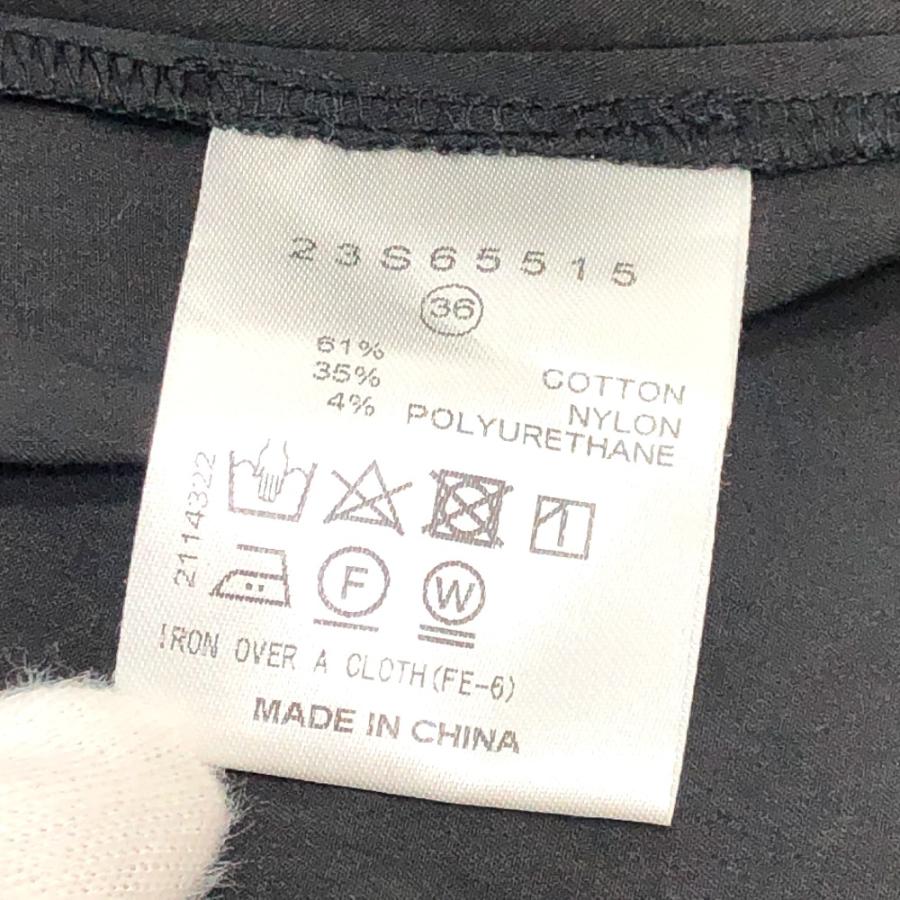 23S65515
36
61% COTTON
35% NYLON
4% POLYURETHANE
2114322
F W
IRON OVER A CLOTH(FE-6)
MADE IN CHINA